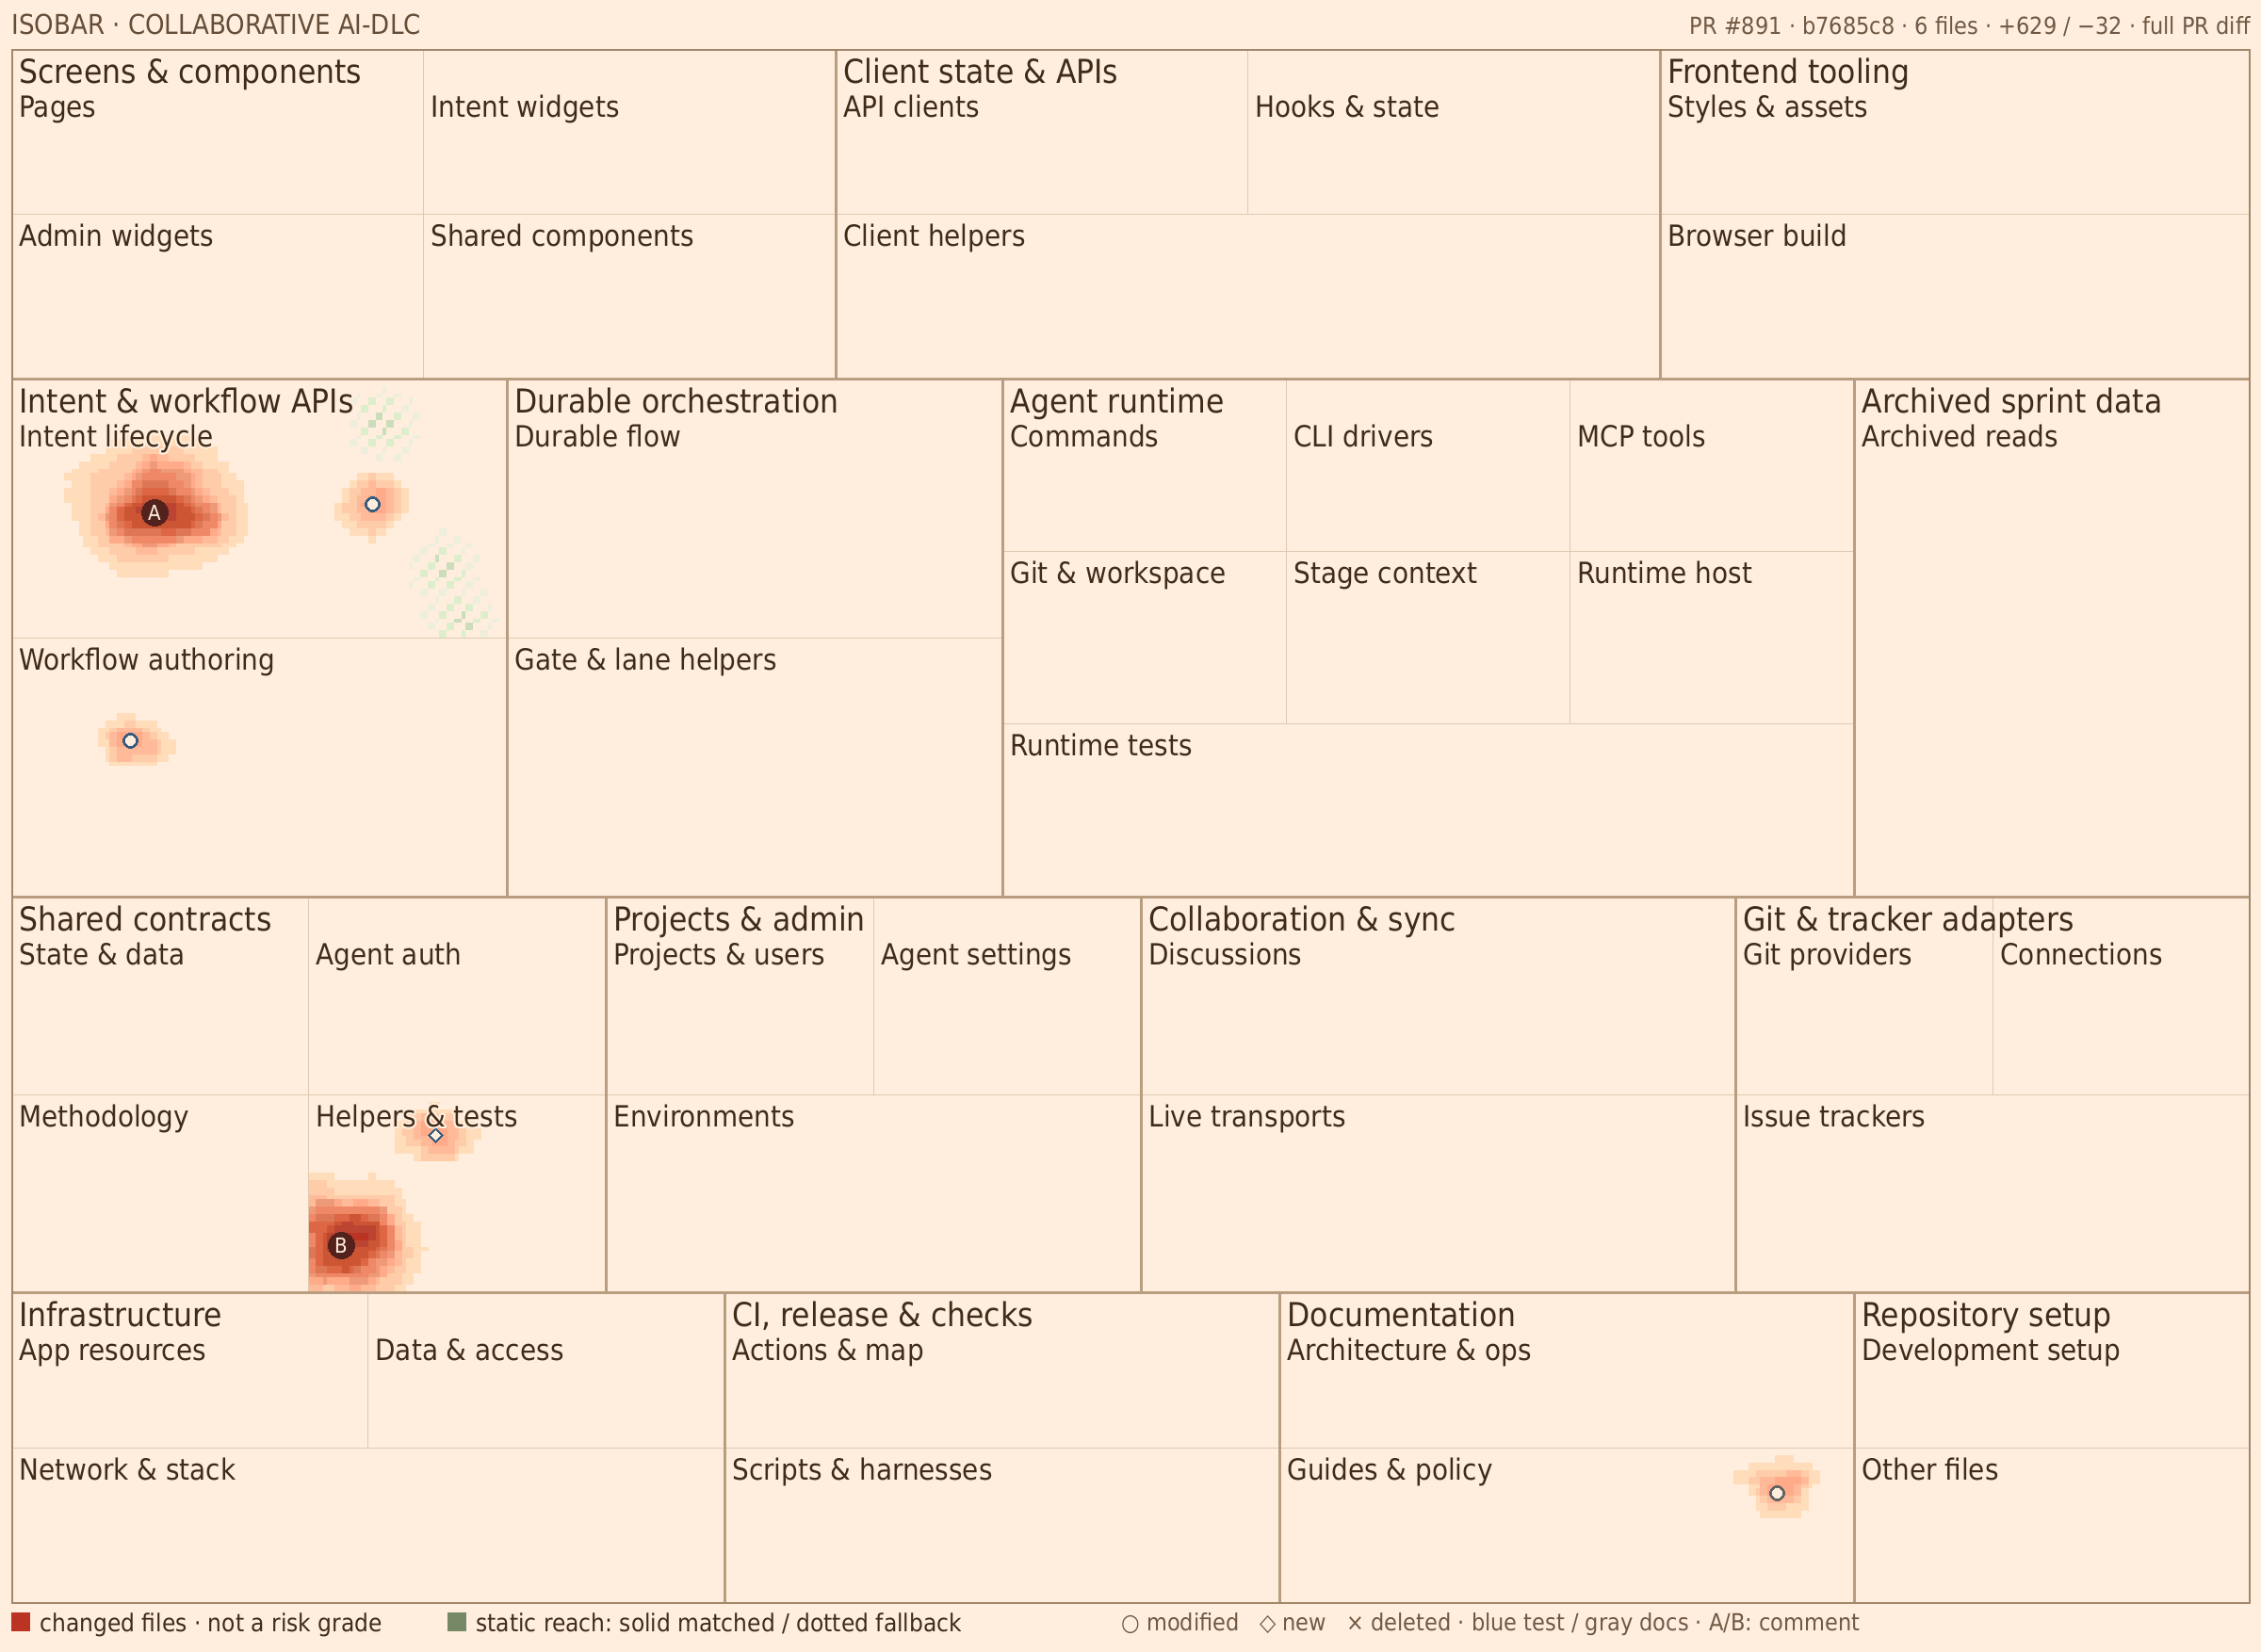 ISOBAR · COLLABORATIVE AI-DLC
PR #891 · b7685c8 · 6 files · +629 / −32 · full PR diff
Screens & components
Pages
Intent widgets
Admin widgets
Shared components
Client state & APIs
API clients
Hooks & state
Client helpers
Frontend tooling
Styles & assets
Browser build
Intent & workflow APIs
Intent lifecycle
A
Workflow authoring
Durable orchestration
Durable flow
Gate & lane helpers
Agent runtime
Commands
CLI drivers
MCP tools
Git & workspace
Stage context
Runtime host
Runtime tests
Archived sprint data
Archived reads
Shared contracts
State & data
Agent auth
Methodology
Helpers & tests
B
Projects & admin
Projects & users
Agent settings
Environments
Collaboration & sync
Discussions
Live transports
Git & tracker adapters
Git providers
Connections
Issue trackers
Infrastructure
App resources
Data & access
Network & stack
CI, release & checks
Actions & map
Scripts & harnesses
Documentation
Architecture & ops
Guides & policy
Repository setup
Development setup
Other files
changed files · not a risk grade
static reach: solid matched / dotted fallback
○ modified ◇ new × deleted · blue test / gray docs · A/B: comment